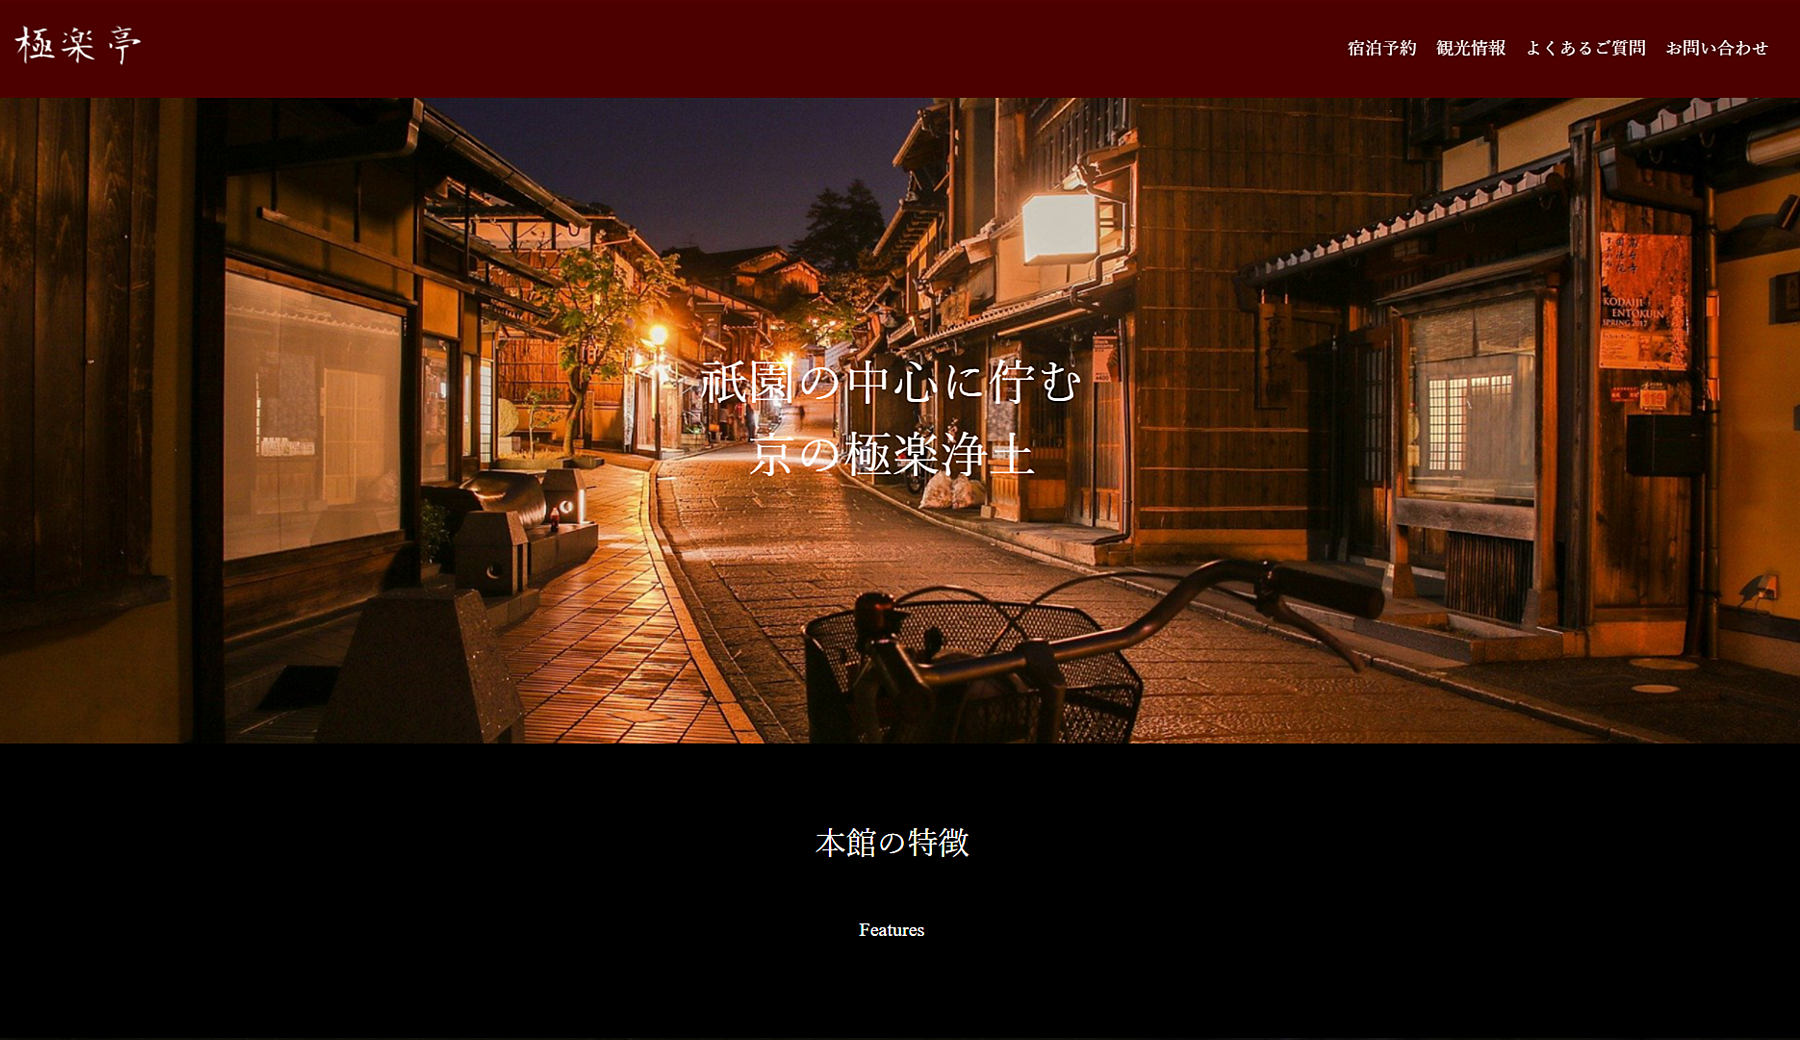 極楽亭
宿泊予約 観光情報 よくあるご質問 お問い合わせ
祇園の中心に佇む
京の極楽浄土
KODAIJI
ENTOKUIN
SPRING 2017
本館の特徴
Features